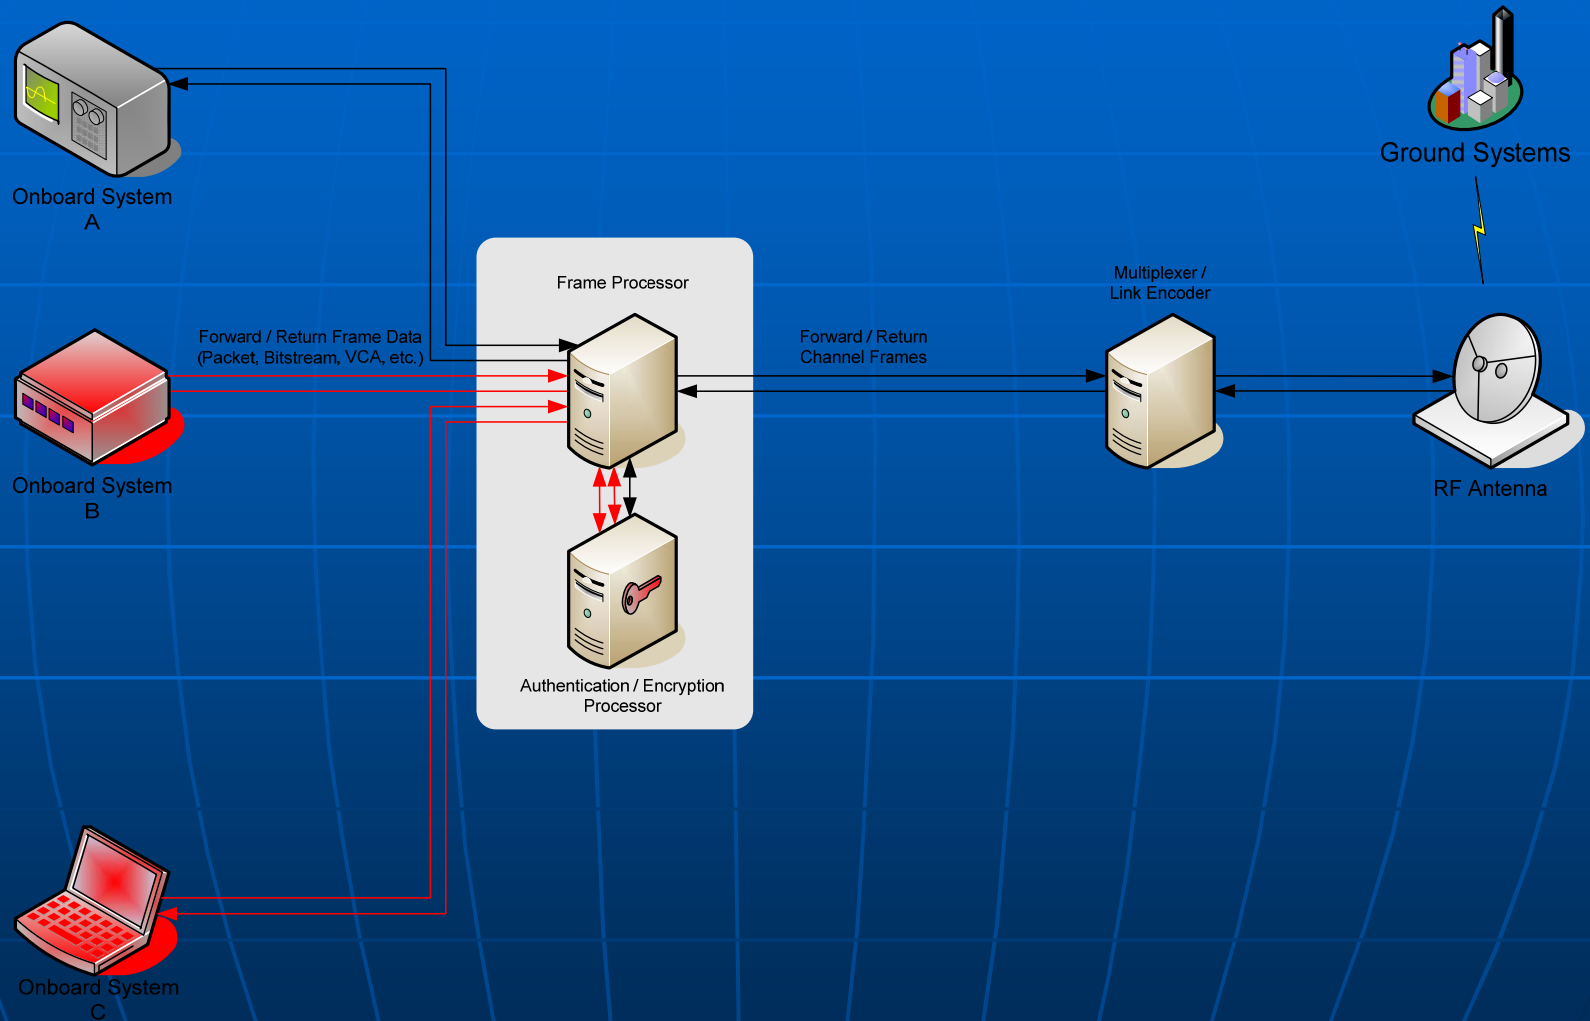 Ground Systems
Onboard System
A
Frame Processor
Multiplexer /
Link Encoder
Forward / Return Frame Data
(Packet, Bitstream, VCA, etc.)
Forward / Return
Channel Frames
Onboard System
B
RF Antenna
Authentication / Encryption
Processor
Onboard System
C